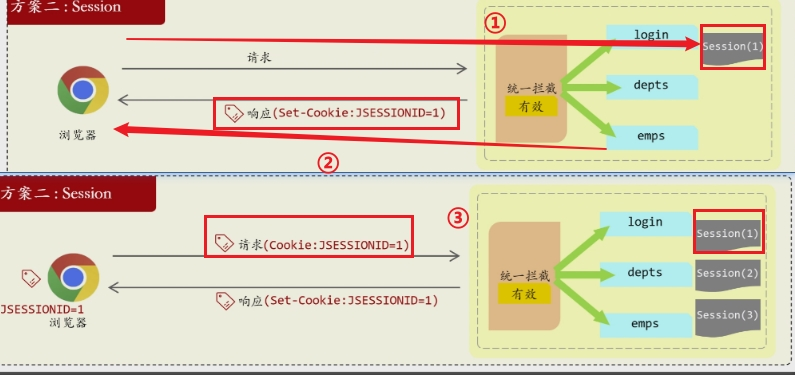 方案二：Session
①
login
Session(1)
请求
统一拦截
有效
depts
响应(Set-Cookie:JSESSIONID=1)
浏览器
emps
②
方案二：Session
③
login
Session(1)
请求(Cookie:JSESSIONID=1)
统一拦截
有效
depts
Session(2)
JSESSIONID=1
浏览器
响应(Set-Cookie:JSESSIONID=1)
emps
Session(3)